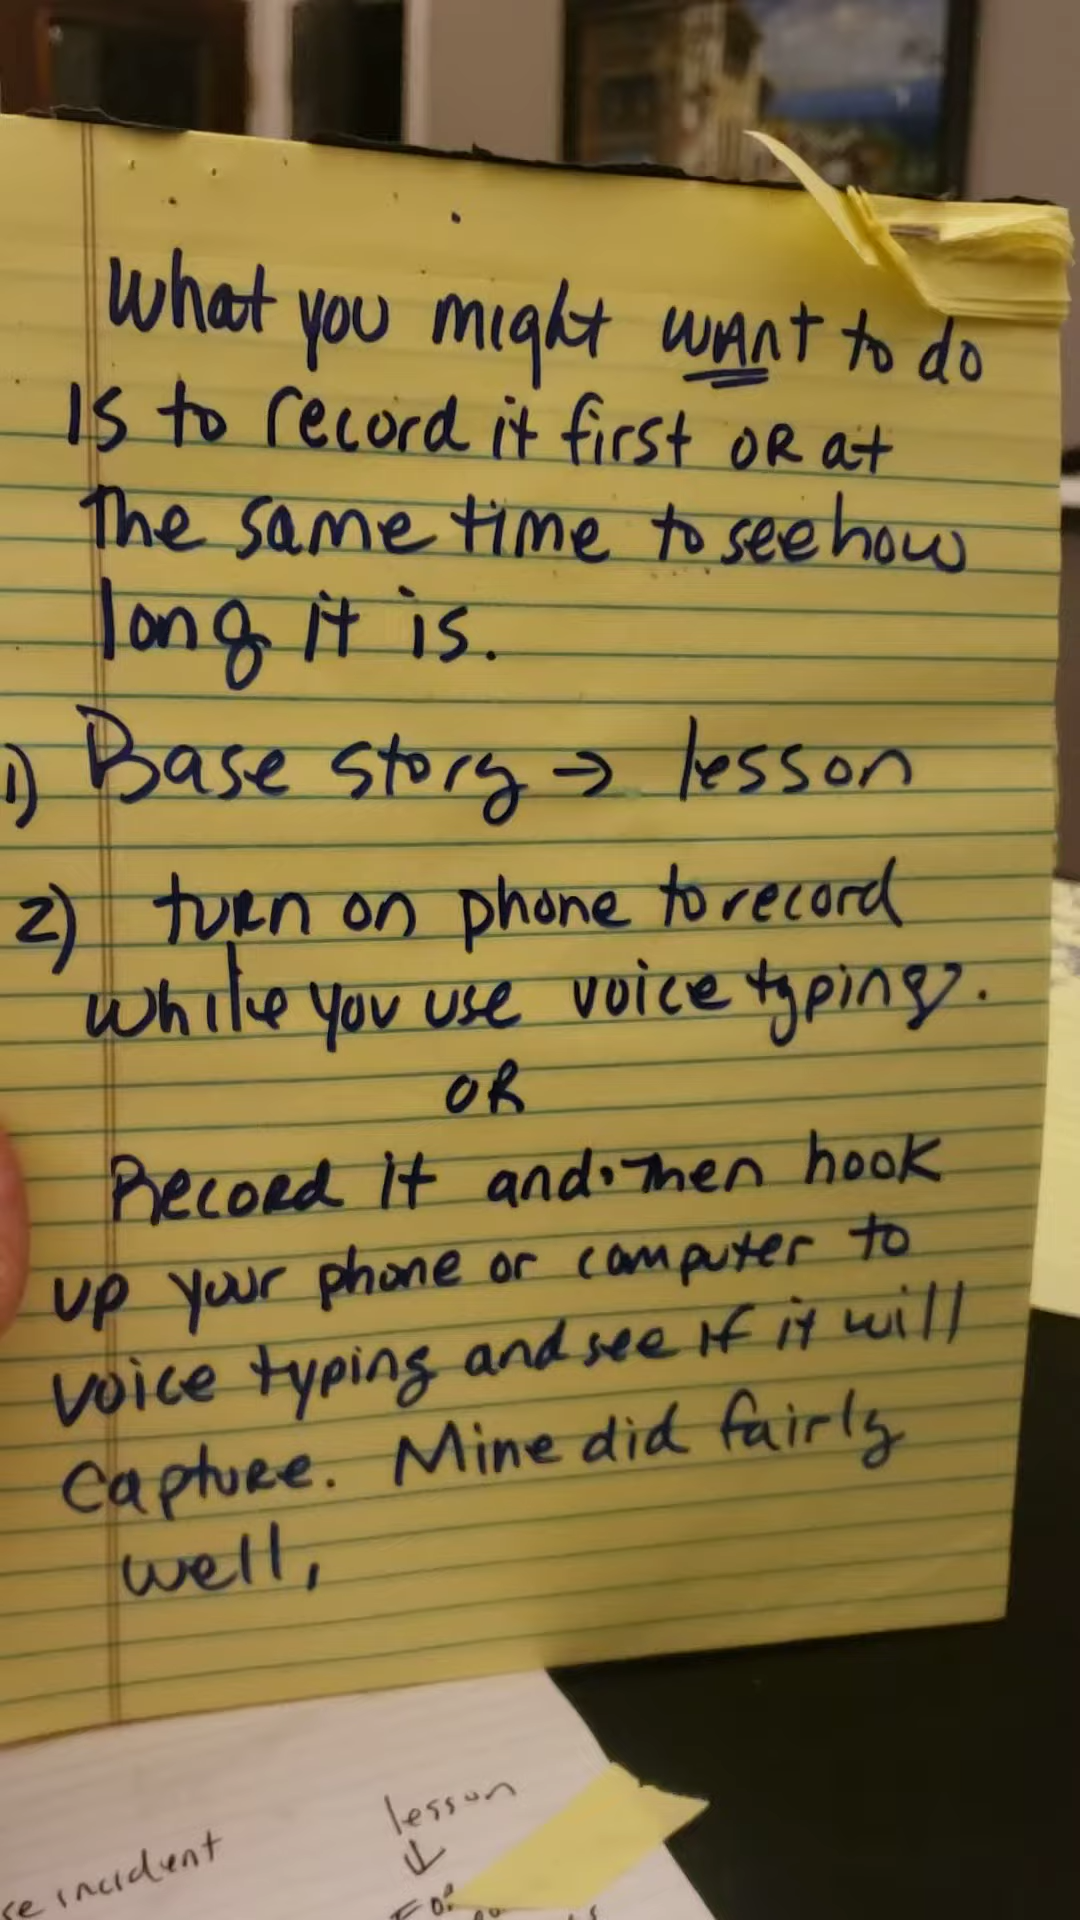 What you might WANT to do
IS to record it first OR at
the same time to see how
long it is.
1) Base story → lesson
2) turn on phone to record
while you use voice typing.
OR
Record it and then hook
up your phone or computer to
voice typing and see if it will
capture. Mine did fairly
well,
lesson
↓
incident